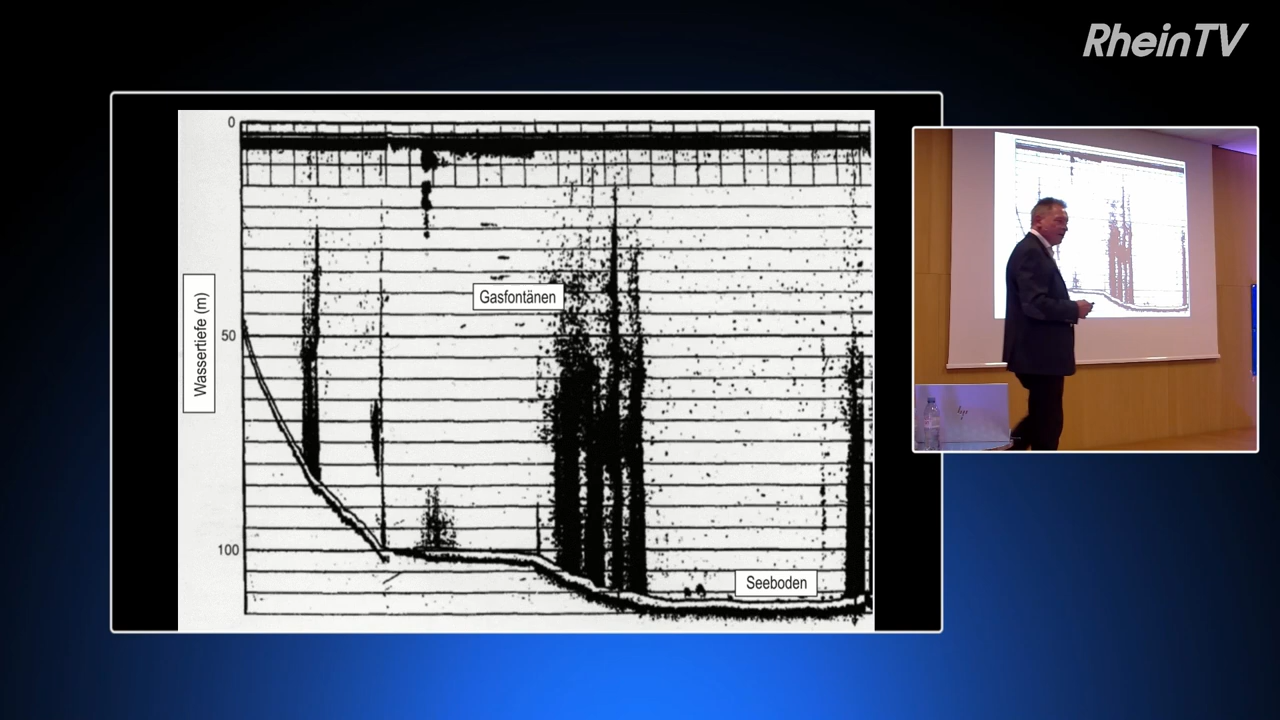 RheinTV
0
Gasfontänen
Wassertiefe (m)
50
100
Seeboden